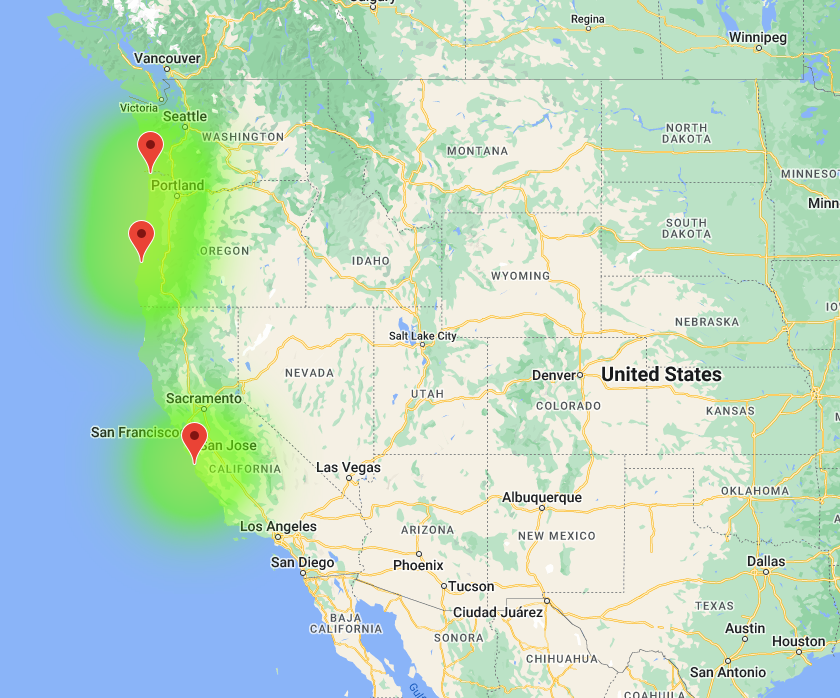 Calgary
Regina
Winnipeg
Vancouver
Victoria
Seattle
WASHINGTON
NORTH
DAKOTA
MONTANA
MINNESO
Portland
Minn
SOUTH
DAKOTA
OREGON
IDAHO
WYOMING
IO
NEBRASKA
Salt Lake City
NEVADA
Denver
United States
UTAH
Sacramento
COLORADO
KANSAS
M
San Francisco
San Jose
CALIFORNIA
Las Vegas
OKLAHOMA
Albuquerque
Los Angeles
ARIZONA
NEW MEXICO
A
San Diego
Phoenix
Dallas
Tucson
Ciudad Juárez
TEXAS
BAJA
CALIFORNIA
SONORA
Austin
Houston
CHIHUAHUA
San Antonio
Gulf
COAHUILA